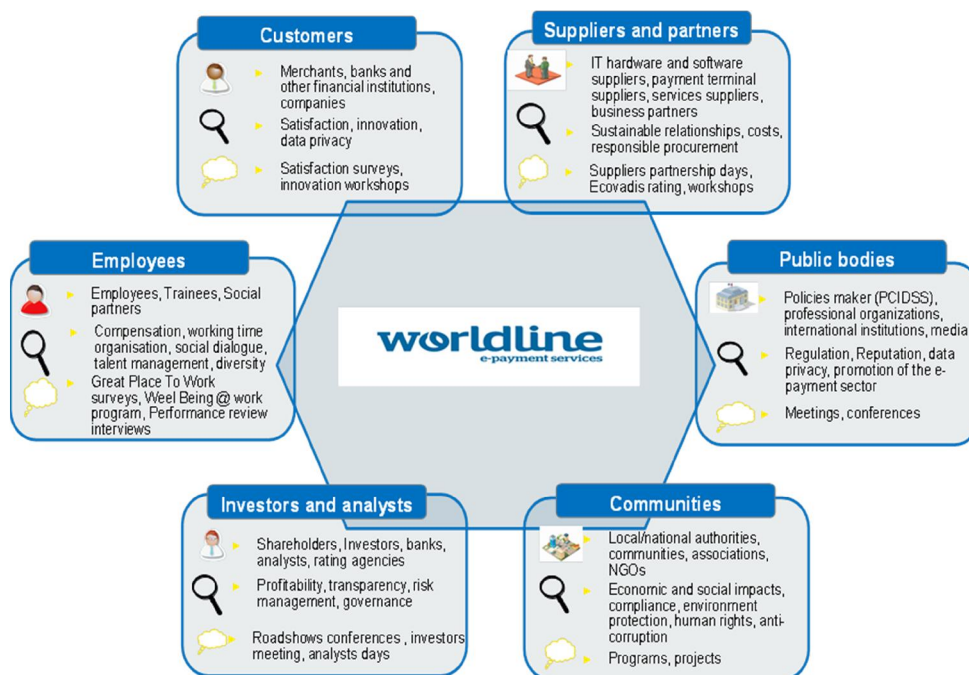 Customers
Merchants, banks and
other financial institutions,
companies
Satisfaction, innovation,
data privacy
Satisfaction surveys,
innovation workshops
Suppliers and partners
IT hardware and software
suppliers, payment terminal
suppliers, services suppliers,
business partners
Sustainable relationships, costs,
responsible procurement
Suppliers partnership days,
Ecovadis rating, workshops
Employees
Employees, Trainees, Social
partners
Compensation, working time
organisation, social dialogue,
talent management, diversity
Great Place To Work
surveys, Weel Being @ work
program, Performance review
interviews
worldline
e-payment services
Public bodies
Policies maker (PCIDSS),
professional organizations,
international institutions, media
Regulation, Reputation, data
privacy, promotion of the e-
payment sector
Meetings, conferences
Investors and analysts
Shareholders, Investors, banks,
analysts, rating agencies
Profitability, transparency, risk
management, governance
Roadshows conferences , investors
meeting, analysts days
Communities
Local/national authorities,
communities, associations,
NGOs
Economic and social impacts,
compliance, environment
protection, human rights, anti-
corruption
Programs, projects